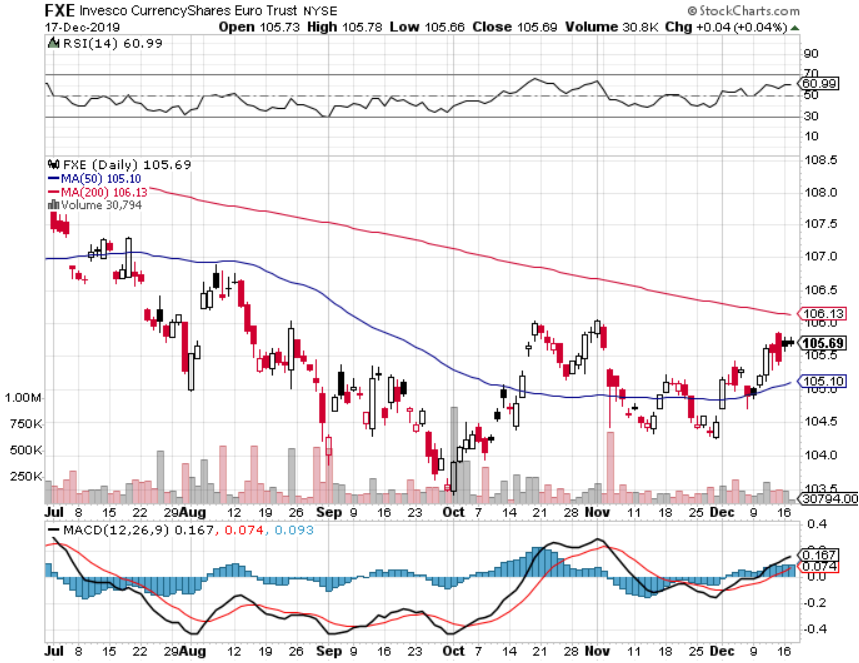 FXE Invesco CurrencyShares Euro Trust NYSE © StockCharts.com
17-Dec-2019 Open 105.73 High 105.78 Low 105.66 Close 105.69 Volume 30.8K Chg +0.04 (+0.04%)
RSI(14) 60.99
90
70
60.99
50
30
10
FXE (Daily) 105.69
MA(50) 105.10
MA(200) 106.13
Volume 30,794
108.5
108.0
107.5
107.0
106.5
106.13
106.0
105.69
105.5
105.10
105.0
104.5
104.0
103.5
30794.00
1.00M
750K
500K
250K
Jul 8 15 22 29 Aug 12 19 26 Sep 9 16 23 Oct 7 14 21 28 Nov 11 18 25 Dec 9 16
MACD(12,26,9) 0.167, 0.074, 0.093
0.4
0.2
0.167
0.074
0.0
-0.2
-0.4
Jul 8 15 22 29 Aug 12 19 26 Sep 9 16 23 Oct 7 14 21 28 Nov 11 18 25 Dec 9 16